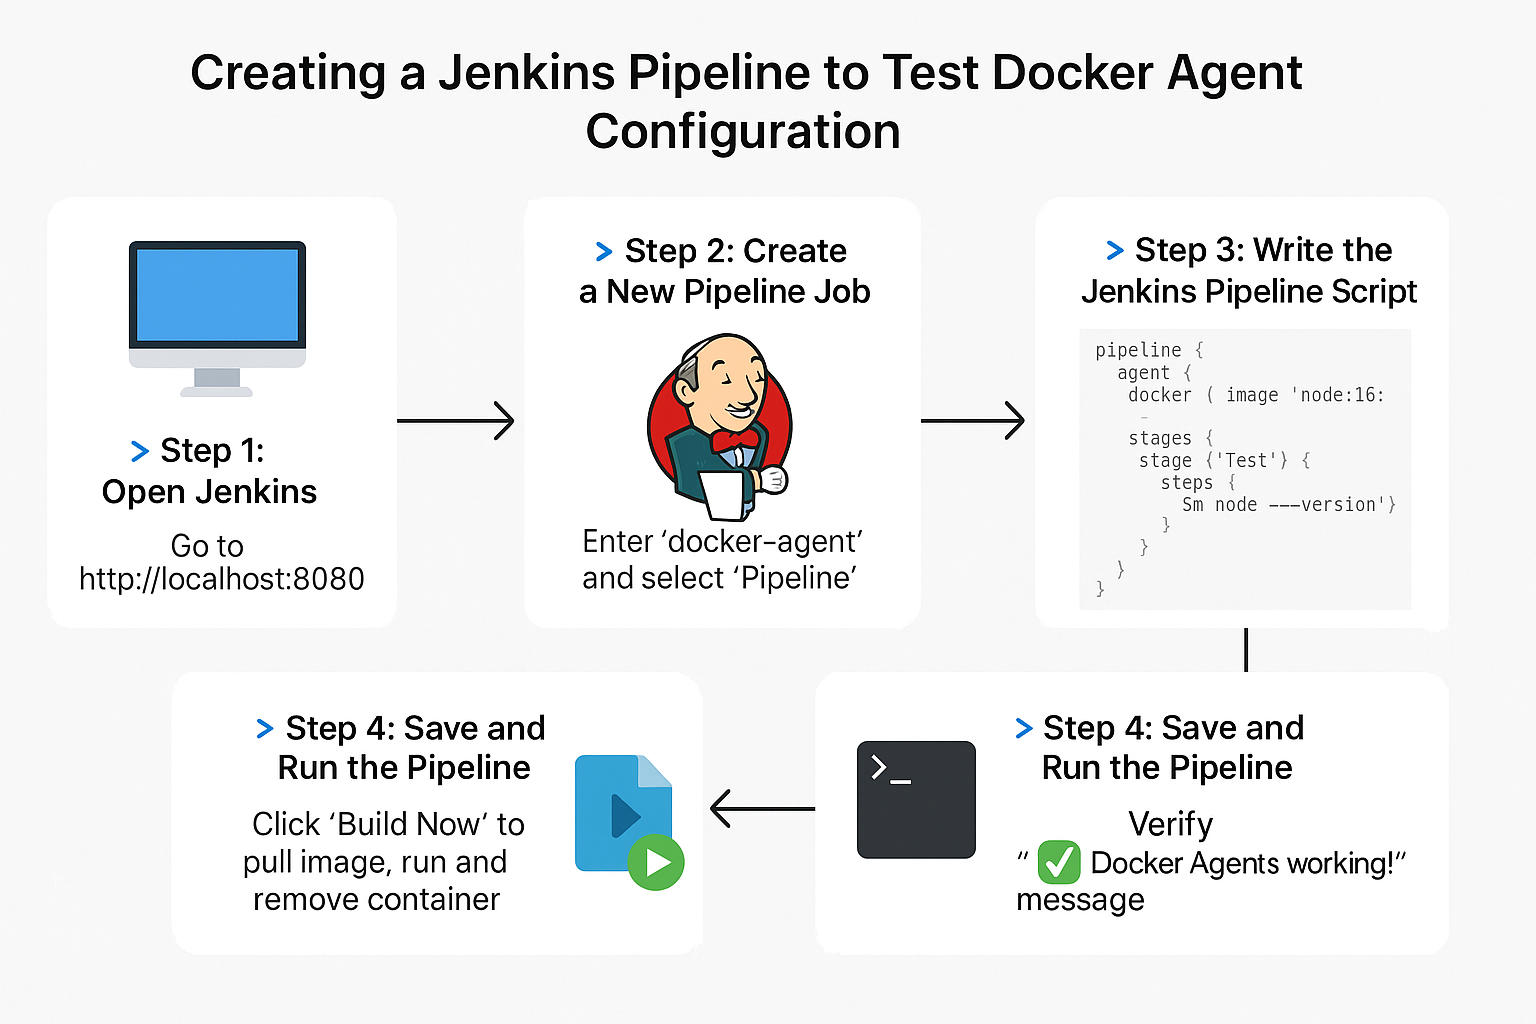 Creating a Jenkins Pipeline to Test Docker Agent
Configuration
> Step 1:
Open Jenkins
Go to
http://localhost:8080
> Step 2: Create
a New Pipeline Job
Enter ‘docker-agent’
and select ‘Pipeline’
> Step 3: Write the
Jenkins Pipeline Script
pipeline {
agent {
docker ( image 'node:16:
-
stages {
stage {'Test'} {
steps {
Sm node ---version'}
}
}
}
}
> Step 4: Save and
Run the Pipeline
Click ‘Build Now’ to
pull image, run and
remove container
>_
> Step 4: Save and
Run the Pipeline
Verify
“ ✅ Docker Agents working!”
message